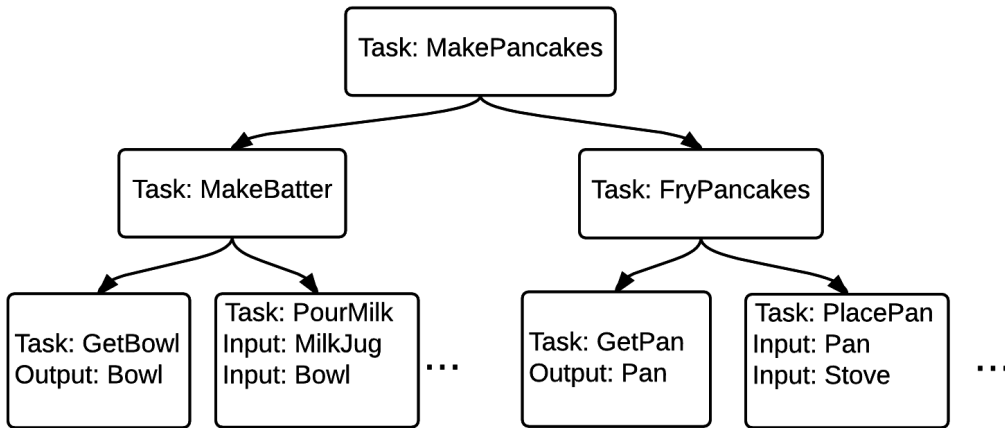 Task: MakePancakes
Task: MakeBatter
Task: FryPancakes
Task: GetBowl
Output: Bowl
Task: PourMilk
Input: MilkJug
Input: Bowl
...
Task: GetPan
Output: Pan
Task: PlacePan
Input: Pan
Input: Stove
...